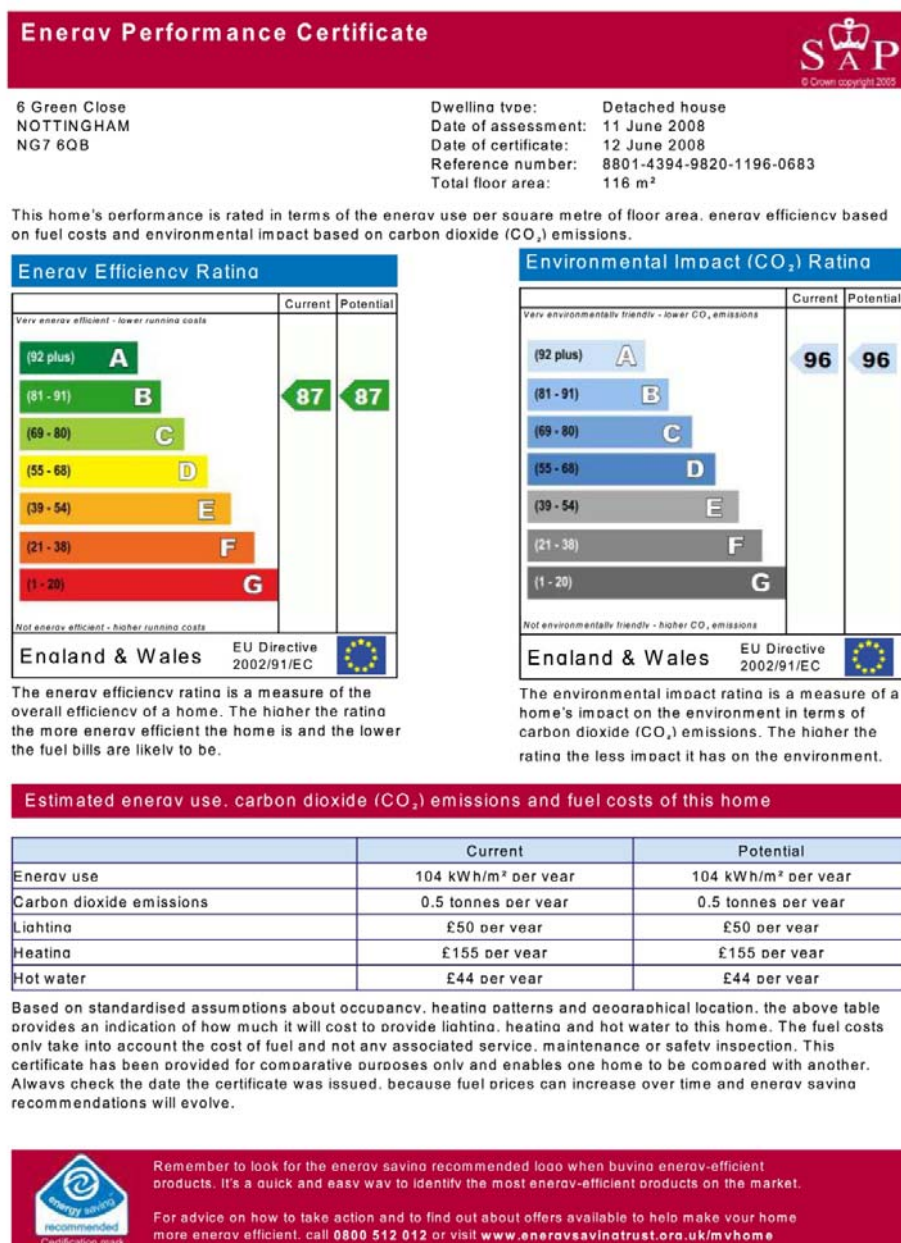 Energy Performance Certificate
SAP
© Crown copyright 2005
6 Green Close
NOTTINGHAM
NG7 6QB
Dwelling type: Detached house
Date of assessment: 11 June 2008
Date of certificate: 12 June 2008
Reference number: 8801-4394-9820-1196-0683
Total floor area: 116 m²
This home's performance is rated in terms of the energy use per square metre of floor area, energy efficiency based
on fuel costs and environmental impact based on carbon dioxide (CO₂) emissions.
Energy Efficiency Rating
Current Potential
Very energy efficient - lower running costs
(92 plus) A
(81 - 91) B 87 87
(69 - 80) C
(55 - 68) D
(39 - 54) E
(21 - 38) F
(1 - 20) G
Not energy efficient - higher running costs
England & Wales
EU Directive
2002/91/EC
The energy efficiency rating is a measure of the
overall efficiency of a home. The higher the rating
the more energy efficient the home is and the lower
the fuel bills are likely to be.
Environmental Impact (CO₂) Rating
Current Potential
Very environmentally friendly - lower CO₂ emissions
(92 plus) A 96 96
(81 - 91) B
(69 - 80) C
(55 - 68) D
(39 - 54) E
(21 - 38) F
(1 - 20) G
Not environmentally friendly - higher CO₂ emissions
England & Wales
EU Directive
2002/91/EC
The environmental impact rating is a measure of a
home's impact on the environment in terms of
carbon dioxide (CO₂) emissions. The higher the
rating the less impact it has on the environment.
Estimated energy use, carbon dioxide (CO₂) emissions and fuel costs of this home
Current Potential
Energy use 104 kWh/m² per year 104 kWh/m² per year
Carbon dioxide emissions 0.5 tonnes per year 0.5 tonnes per year
Lighting £50 per year £50 per year
Heating £155 per year £155 per year
Hot water £44 per year £44 per year
Based on standardised assumptions about occupancy, heating patterns and geographical location, the above table
provides an indication of how much it will cost to provide lighting, heating and hot water to this home. The fuel costs
only take into account the cost of fuel and not any associated service, maintenance or safety inspection. This
certificate has been provided for comparative purposes only and enables one home to be compared with another.
Always check the date the certificate was issued, because fuel prices can increase over time and energy saving
recommendations will evolve.
energy saving
recommended
Certification mark
Remember to look for the energy saving recommended logo when buying energy-efficient
products. It's a quick and easy way to identify the most energy-efficient products on the market.
For advice on how to take action and to find out about offers available to help make your home
more energy efficient, call 0800 512 012 or visit www.energysavingtrust.org.uk/myhome